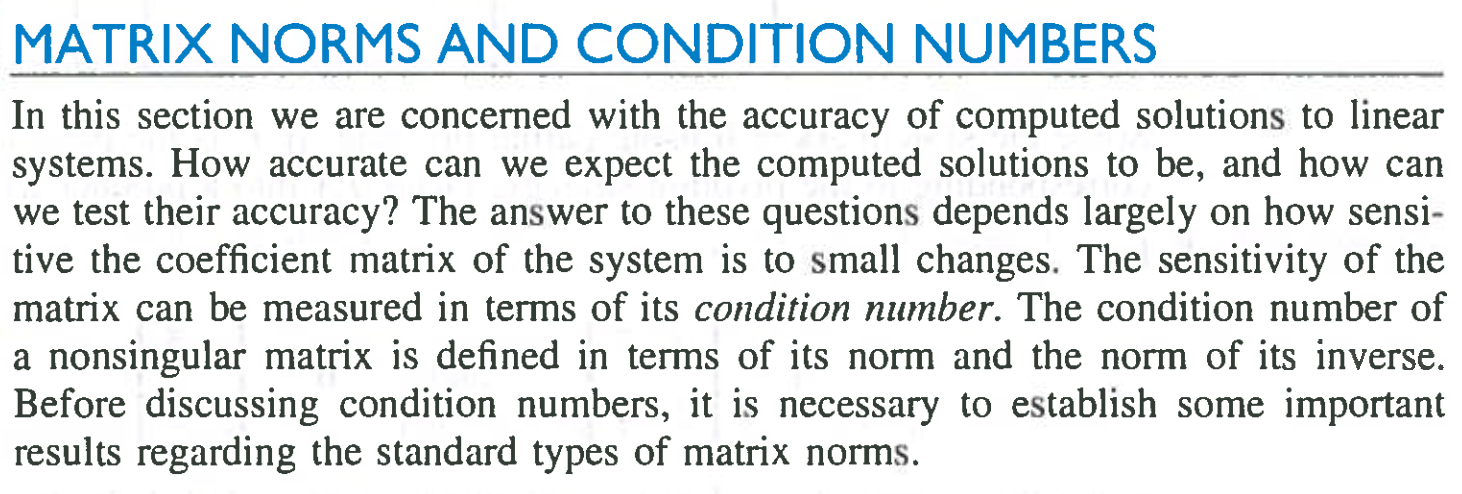 MATRIX NORMS AND CONDITION NUMBERS
In this section we are concerned with the accuracy of computed solutions to linear
systems. How accurate can we expect the computed solutions to be, and how can
we test their accuracy? The answer to these questions depends largely on how sensi-
tive the coefficient matrix of the system is to small changes. The sensitivity of the
matrix can be measured in terms of its condition number. The condition number of
a nonsingular matrix is defined in terms of its norm and the norm of its inverse.
Before discussing condition numbers, it is necessary to establish some important
results regarding the standard types of matrix norms.